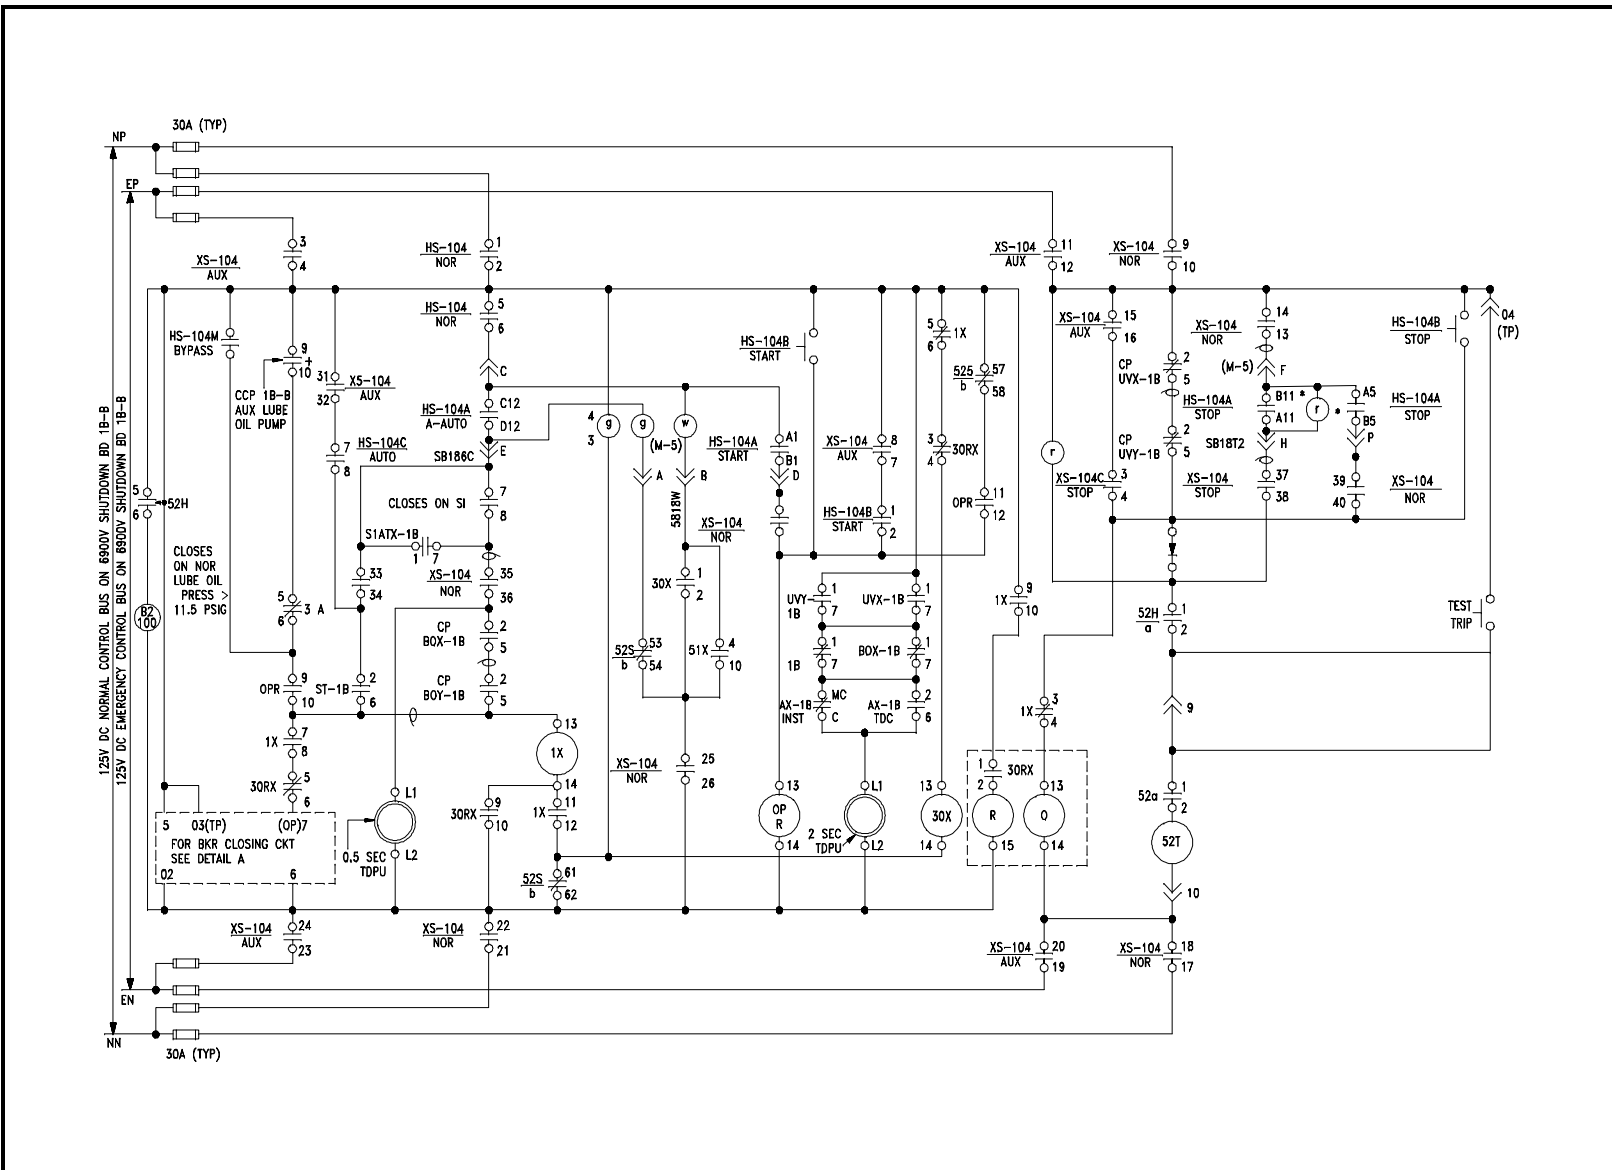 30A (TYP)
NP
EP
3
4
XS-104
AUX
HS-104
NOR
1
2
HS-104
NOR
5
6
XS-104
AUX
11
12
XS-104
NOR
9
10
HS-104M
BYPASS
9
+
10
CCP 1B-B
AUX LUBE
OIL PUMP
31
32
XS-104
AUX
7
8
HS-104C
AUTO
C
HS-104A
A-AUTO
C12
D12
E
SB186C
CLOSES ON SI
7
8
S1ATX-1B
1
7
33
34
XS-104
NOR
35
36
CP
BOX-1B
2
5
CP
BOY-1B
2
5
5
6
52H
CLOSES
ON NOR
LUBE OIL
PRESS >
11.5 PSIG
5
6
3 A
B2
100
OPR
9
10
ST-1B
2
6
1X
7
8
30RX
5
6
5
03(TP)
(OP)7
FOR BKR CLOSING CKT
SEE DETAIL A
02
6
0.5 SEC
TDPU
L1
L2
13
1X
14
30RX
9
10
1X
11
12
52S
b
61
62
XS-104
AUX
24
23
XS-104
NOR
22
21
125V DC NORMAL CONTROL BUS ON 6900V SHUTDOWN BD 1B-B
125V DC EMERGENCY CONTROL BUS ON 6900V SHUTDOWN BD 1B-B
EN
NN
30A (TYP)
4
3
g
g
w
(M-5)
A
B
5818W
XS-104
NOR
30X
1
2
52S
b
53
54
51X
4
10
XS-104
NOR
25
26
HS-104B
START
HS-104A
START
A1
B1
D
XS-104
AUX
8
7
HS-104B
START
1
2
5
6
1X
525
b
57
58
3
4
30RX
OPR
11
12
UVY-
1B
1
7
UVX-1B
1
7
1B
1
7
BOX-1B
1
7
AX-1B
INST
MC
C
AX-1B
TDC
2
6
13
OP
R
14
2 SEC
TDPU
L1
L2
13
30X
14
1X
9
10
1
2
30RX
R
15
1X
3
4
13
O
14
XS-104
AUX
20
19
XS-104
NOR
18
17
XS-104
AUX
15
16
r
XS-104C
STOP
3
4
CP
UVX-1B
2
5
CP
UVY-1B
2
5
HS-104A
STOP
XS-104
STOP
XS-104
NOR
14
13
(M-5)
F
B11
A11
*
r
*
SB18T2
H
37
38
A5
B5
P
39
40
HS-104A
STOP
XS-104
NOR
HS-104B
STOP
04
(TP)
52H
a
1
2
TEST
TRIP
9
52a
1
2
52T
10